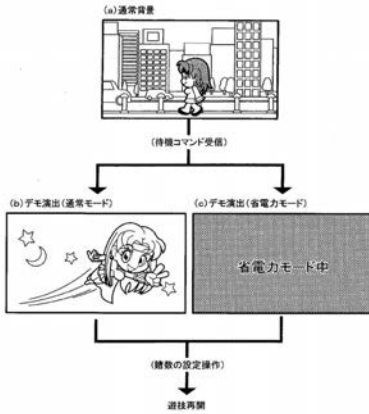 (a)通常背景
(待機コマンド受信)
(b)デモ演出(通常モード)
(c)デモ演出(省電力モード)
省電力モード中
(賭数の設定操作)
遊技再開